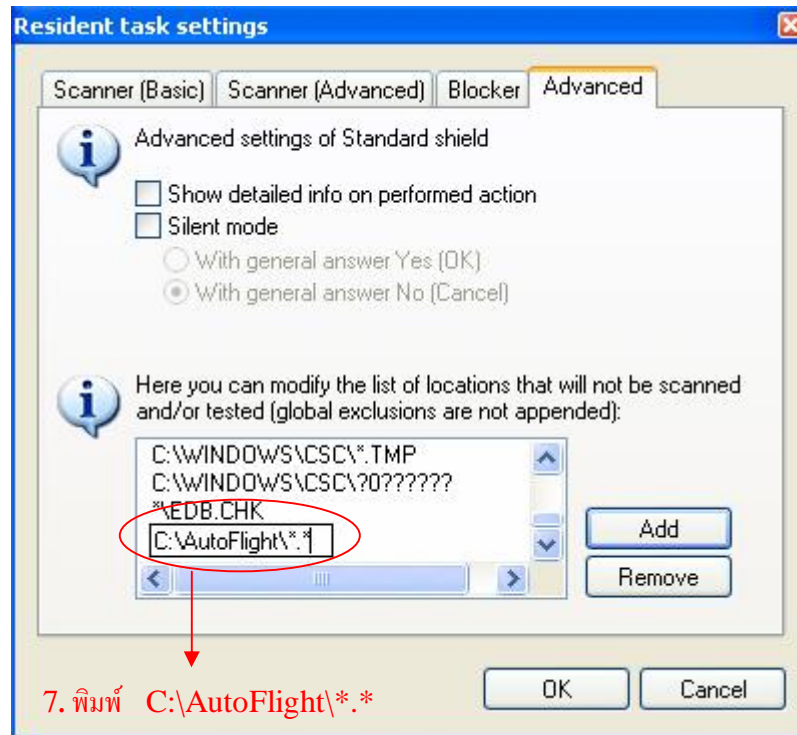 Resident task settings
Scanner (Basic) Scanner (Advanced) Blocker Advanced
Advanced settings of Standard shield
Show detailed info on performed action
Silent mode
With general answer Yes (OK)
With general answer No (Cancel)
Here you can modify the list of locations that will not be scanned
and/or tested (global exclusions are not appended):
C:\WINDOWS\CSC\*.TMP
C:\WINDOWS\CSC\?0??????
*\EDB.CHK
C:\AutoFlight\*.*
Add
Remove
7. พิมพ์ C:\AutoFlight\*.*
OK Cancel